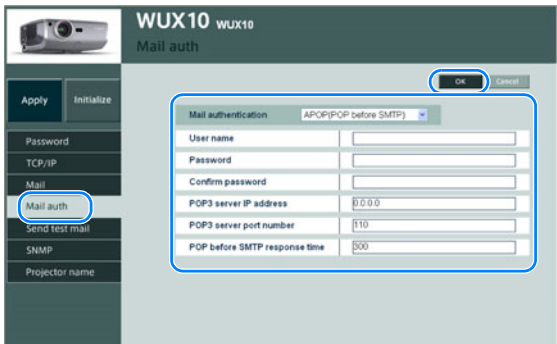 WUX10 WUX10
Mail auth
OK Cancel
Apply Initialize
Mail authentication APOP(POP before SMTP)
Password
User name
TCP/IP
Password
Mail
Confirm password
Mail auth
POP3 server IP address 0.0.0.0
Send test mail
POP3 server port number 110
SNMP
POP before SMTP response time 300
Projector name